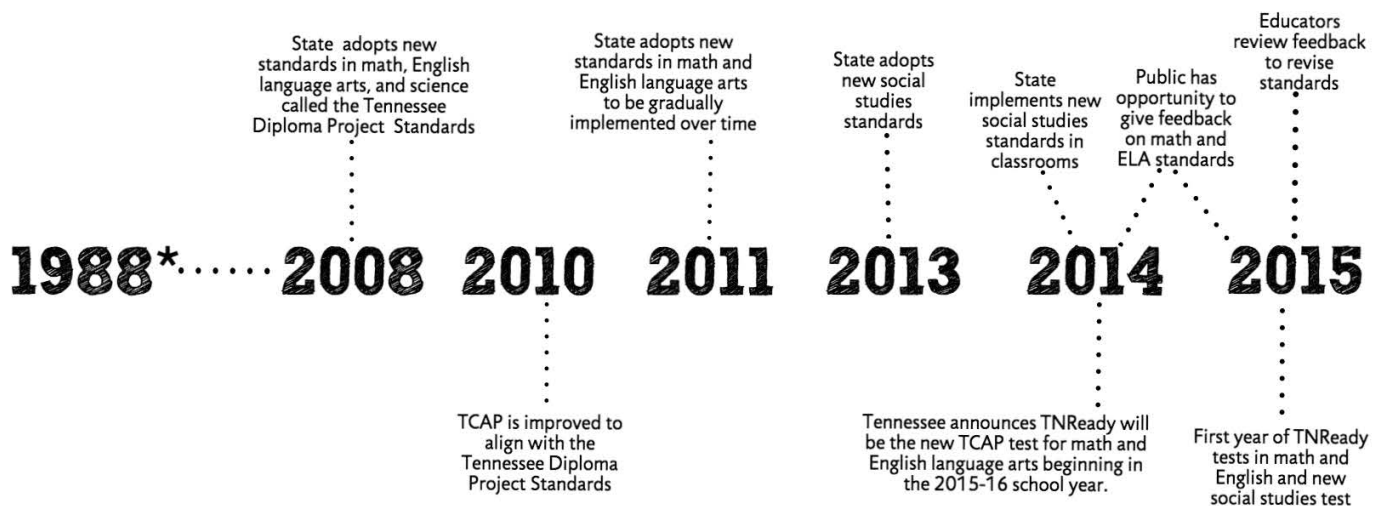 State adopts new
standards in math, English
language arts, and science
called the Tennessee
Diploma Project Standards
State adopts new
standards in math and
English language arts
to be gradually
implemented over time
State adopts
new social
studies
standards
State
implements new
social studies
standards in
classrooms
Public has
opportunity to
give feedback
on math and
ELA standards
Educators
review feedback
to revise
standards
1988*
2008
2010
2011
2013
2014
2015
TCAP is improved to
align with the
Tennessee Diploma
Project Standards
Tennessee announces TNReady will
be the new TCAP test for math and
English language arts beginning in
the 2015-16 school year.
First year of TNReady
tests in math and
English and new
social studies test